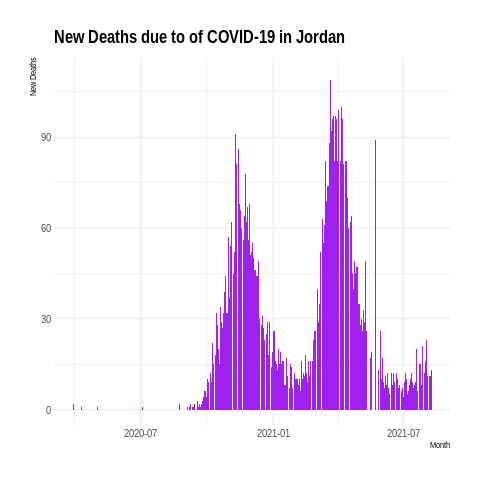 New Deaths due to of COVID-19 in Jordan
New Deaths
90
60
30
0
2020-07
2021-01
2021-07
Month